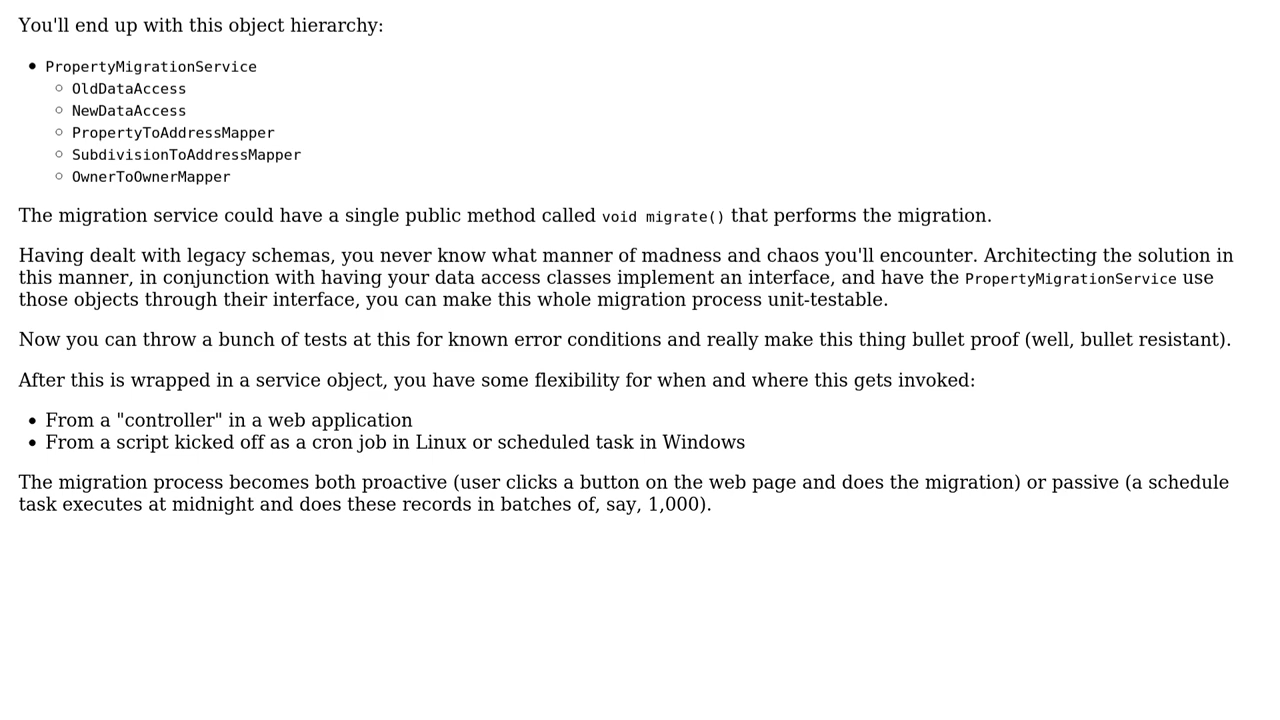 You'll end up with this object hierarchy:
PropertyMigrationService
OldDataAccess
NewDataAccess
PropertyToAddressMapper
SubdivisionToAddressMapper
OwnerToOwnerMapper
The migration service could have a single public method called void migrate() that performs the migration.
Having dealt with legacy schemas, you never know what manner of madness and chaos you'll encounter. Architecting the solution in
this manner, in conjunction with having your data access classes implement an interface, and have the PropertyMigrationService use
those objects through their interface, you can make this whole migration process unit-testable.
Now you can throw a bunch of tests at this for known error conditions and really make this thing bullet proof (well, bullet resistant).
After this is wrapped in a service object, you have some flexibility for when and where this gets invoked:
From a "controller" in a web application
From a script kicked off as a cron job in Linux or scheduled task in Windows
The migration process becomes both proactive (user clicks a button on the web page and does the migration) or passive (a schedule
task executes at midnight and does these records in batches of, say, 1,000).